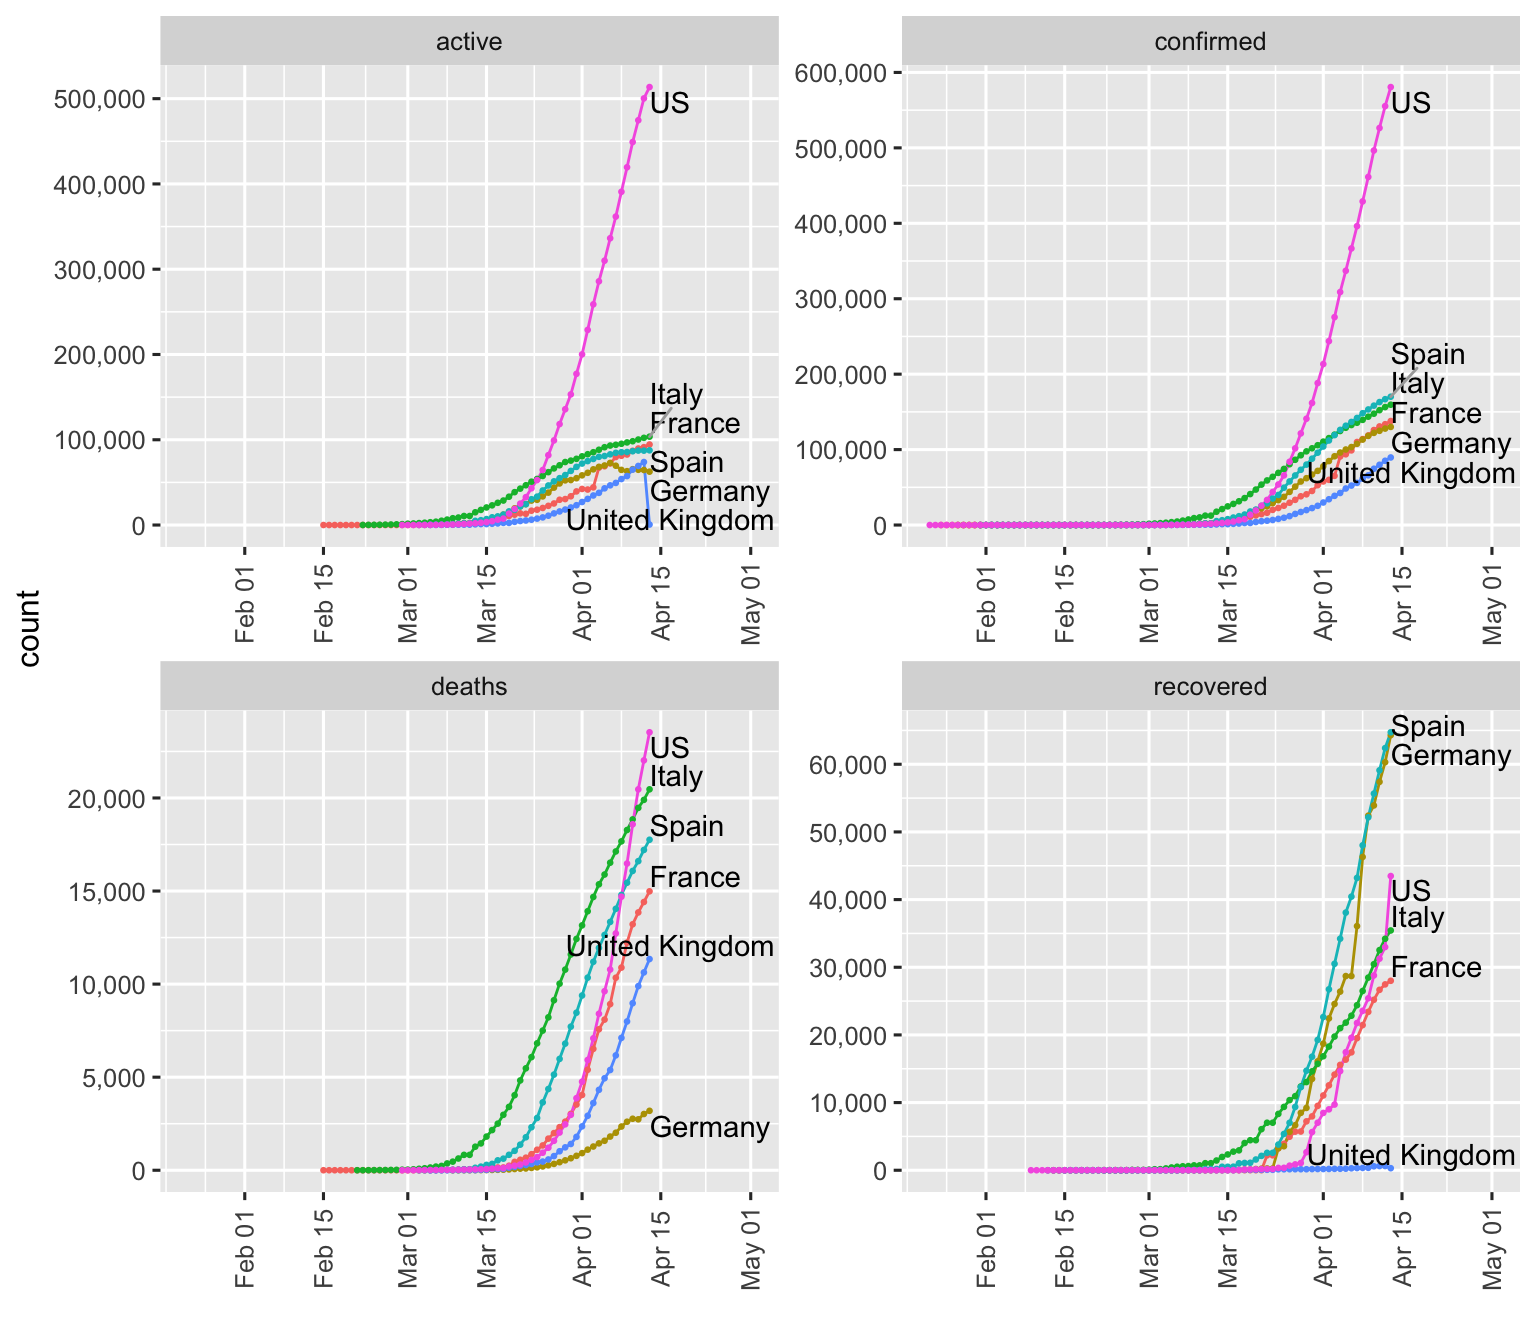 count
active
500,000
400,000
300,000
200,000
100,000
0
US
Italy
France
Spain
Germany
United Kingdom
Feb 01
Feb 15
Mar 01
Mar 15
Apr 01
Apr 15
May 01
confirmed
600,000
500,000
400,000
300,000
200,000
100,000
0
US
Spain
Italy
France
Germany
United Kingdom
Feb 01
Feb 15
Mar 01
Mar 15
Apr 01
Apr 15
May 01
deaths
20,000
15,000
10,000
5,000
0
US
Italy
Spain
France
United Kingdom
Germany
Feb 01
Feb 15
Mar 01
Mar 15
Apr 01
Apr 15
May 01
recovered
60,000
50,000
40,000
30,000
20,000
10,000
0
Spain
Germany
US
Italy
France
United Kingdom
Feb 01
Feb 15
Mar 01
Mar 15
Apr 01
Apr 15
May 01